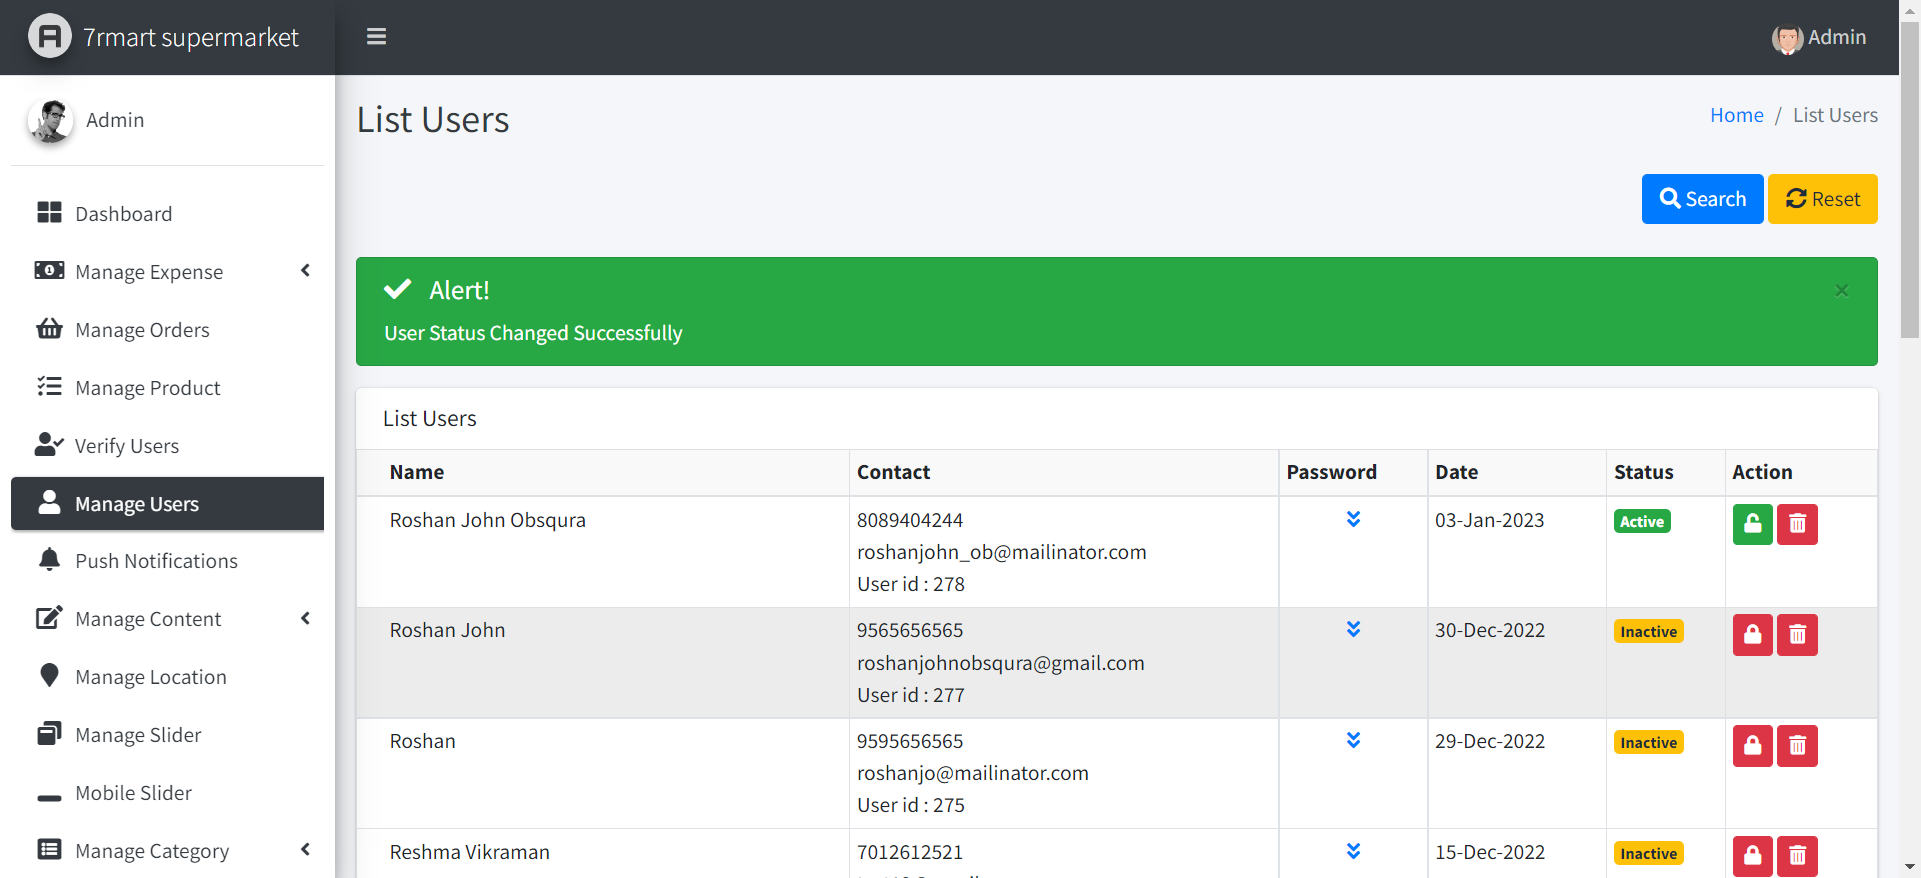 7rmart supermarket
Admin
Admin
List Users
Home / List Users
Search
Reset
Dashboard
Manage Expense
Manage Orders
Manage Product
Verify Users
Manage Users
Push Notifications
Manage Content
Manage Location
Manage Slider
Mobile Slider
Manage Category
Alert!
×
User Status Changed Successfully
List Users
Name Contact Password Date Status Action
Roshan John Obsqura 8089404244 03-Jan-2023 Active
roshanjohn_ob@mailinator.com
User id : 278
Roshan John 9565656565 30-Dec-2022 Inactive
roshanjohnobsqura@gmail.com
User id : 277
Roshan 9595656565 29-Dec-2022 Inactive
roshanjo@mailinator.com
User id : 275
Reshma Vikraman 7012612521 15-Dec-2022 Inactive